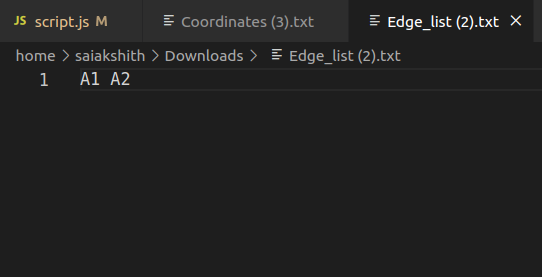 JS script.js M Coordinates (3).txt Edge_list (2).txt
home > saiakshith > Downloads > Edge_list (2).txt
1 A1 A2